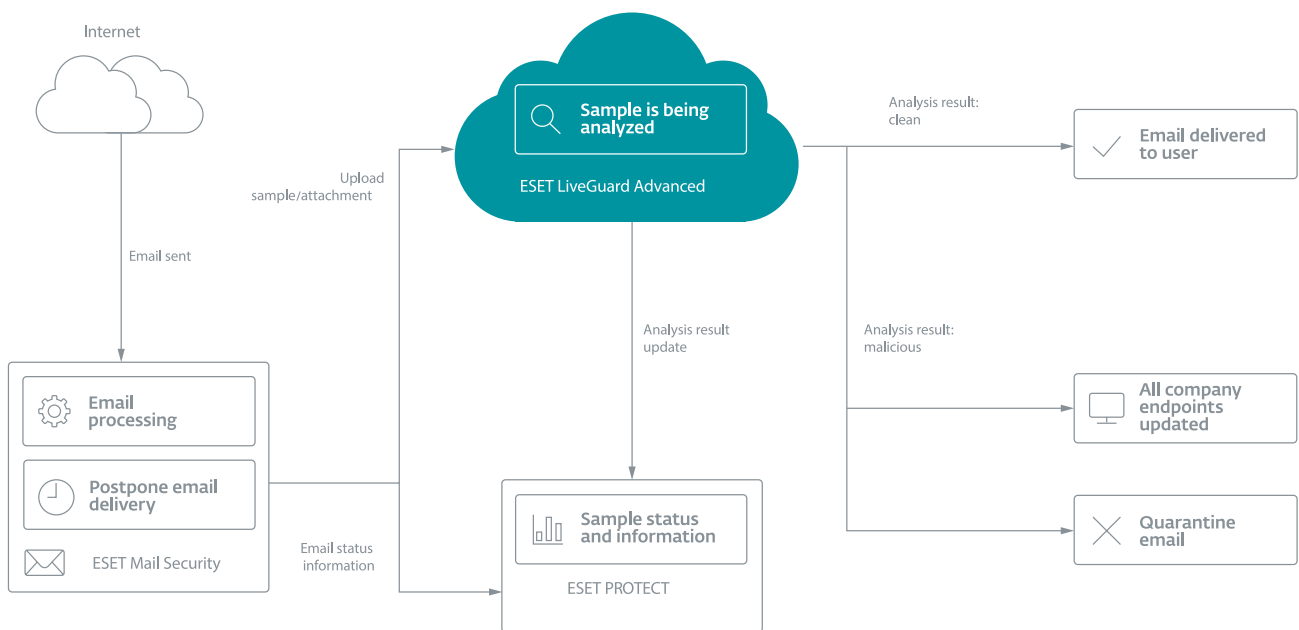 Internet
Email sent
Email
processing
Postpone email
delivery
ESET Mail Security
Upload
sample/attachment
Email status
information
Sample is being
analyzed
ESET LiveGuard Advanced
Analysis result
update
Sample status
and information
ESET PROTECT
Analysis result:
clean
Email delivered
to user
Analysis result:
malicious
All company
endpoints
updated
Quarantine
email